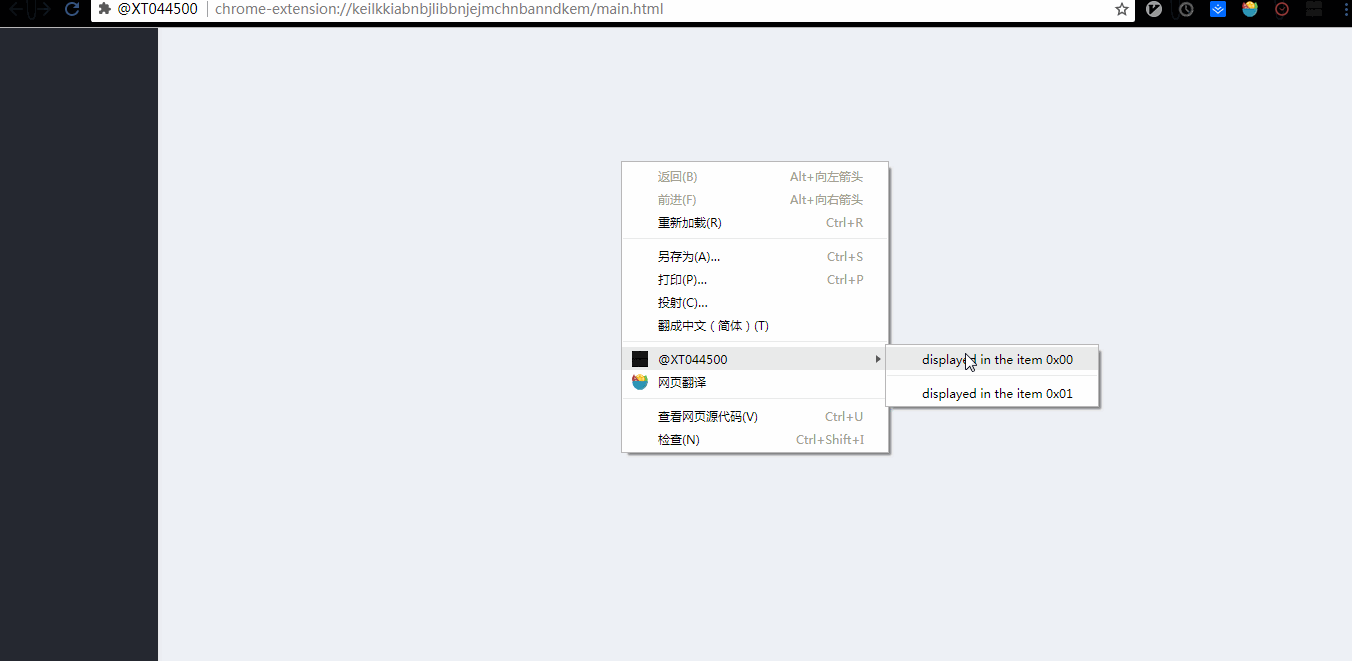 @XT044500 chrome-extension://keilkkiabnbjlibbnjejmchnbanndkem/main.html
返回(B) Alt+向左箭头
前进(F) Alt+向右箭头
重新加载(R) Ctrl+R
另存为(A)... Ctrl+S
打印(P)... Ctrl+P
投射(C)...
翻成中文（简体）(T)
@XT044500
displayed in the item 0x00
网页翻译
displayed in the item 0x01
查看网页源代码(V) Ctrl+U
检查(N) Ctrl+Shift+I